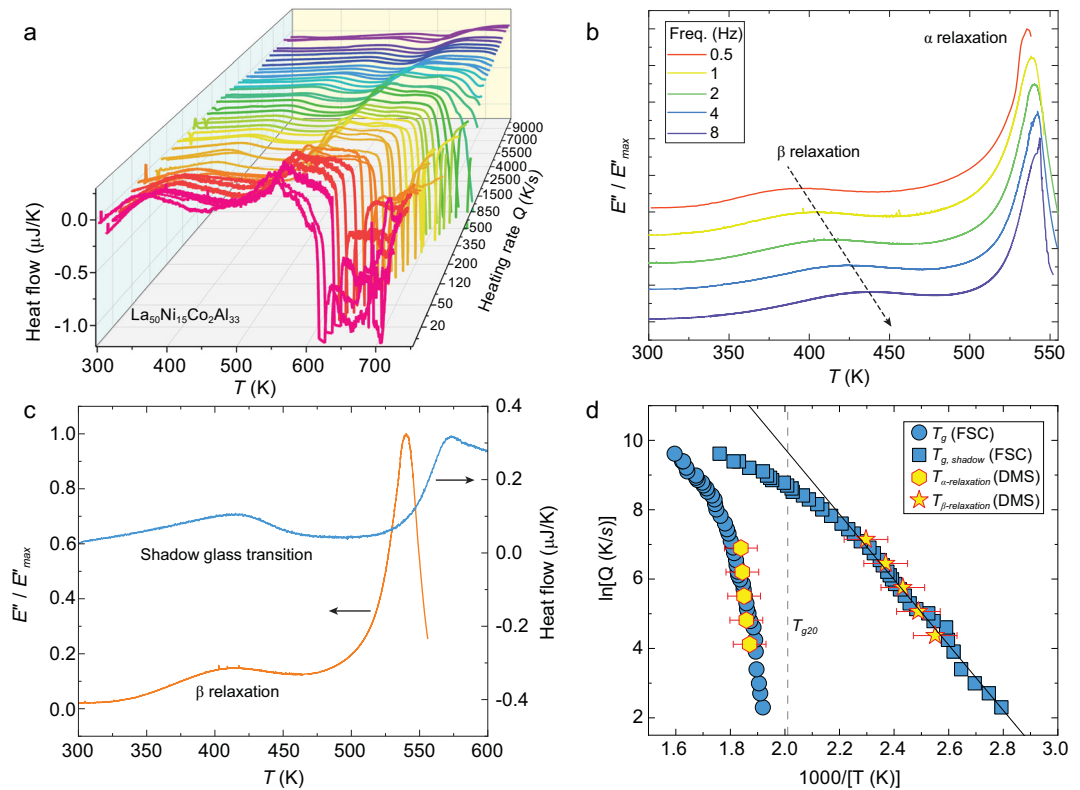 a
9000
7000
5500
4000
2500
1500
850
500
350
200
120
50
20
Heating rate Q (K/s)
0.0
-0.5
-1.0
Heat flow (μJ/K)
La₅₀Ni₁₅Co₂Al₃₃
300 400 500 600 700
T (K)
b
Freq. (Hz)
0.5
1
2
4
8
α relaxation
β relaxation
E'' / E''max
300 350 400 450 500 550
T (K)
c
1.0
0.8
0.6
0.4
0.2
0.0
E'' / E''max
0.4
0.2
0.0
-0.2
-0.4
Heat flow (μJ/K)
Shadow glass transition
β relaxation
300 350 400 450 500 550 600
T (K)
d
Tg (FSC)
Tg, shadow (FSC)
Tα-relaxation (DMS)
Tβ-relaxation (DMS)
10
8
6
4
2
ln[Q (K/s)]
Tg20
1.6 1.8 2.0 2.2 2.4 2.6 2.8 3.0
1000/[T (K)]